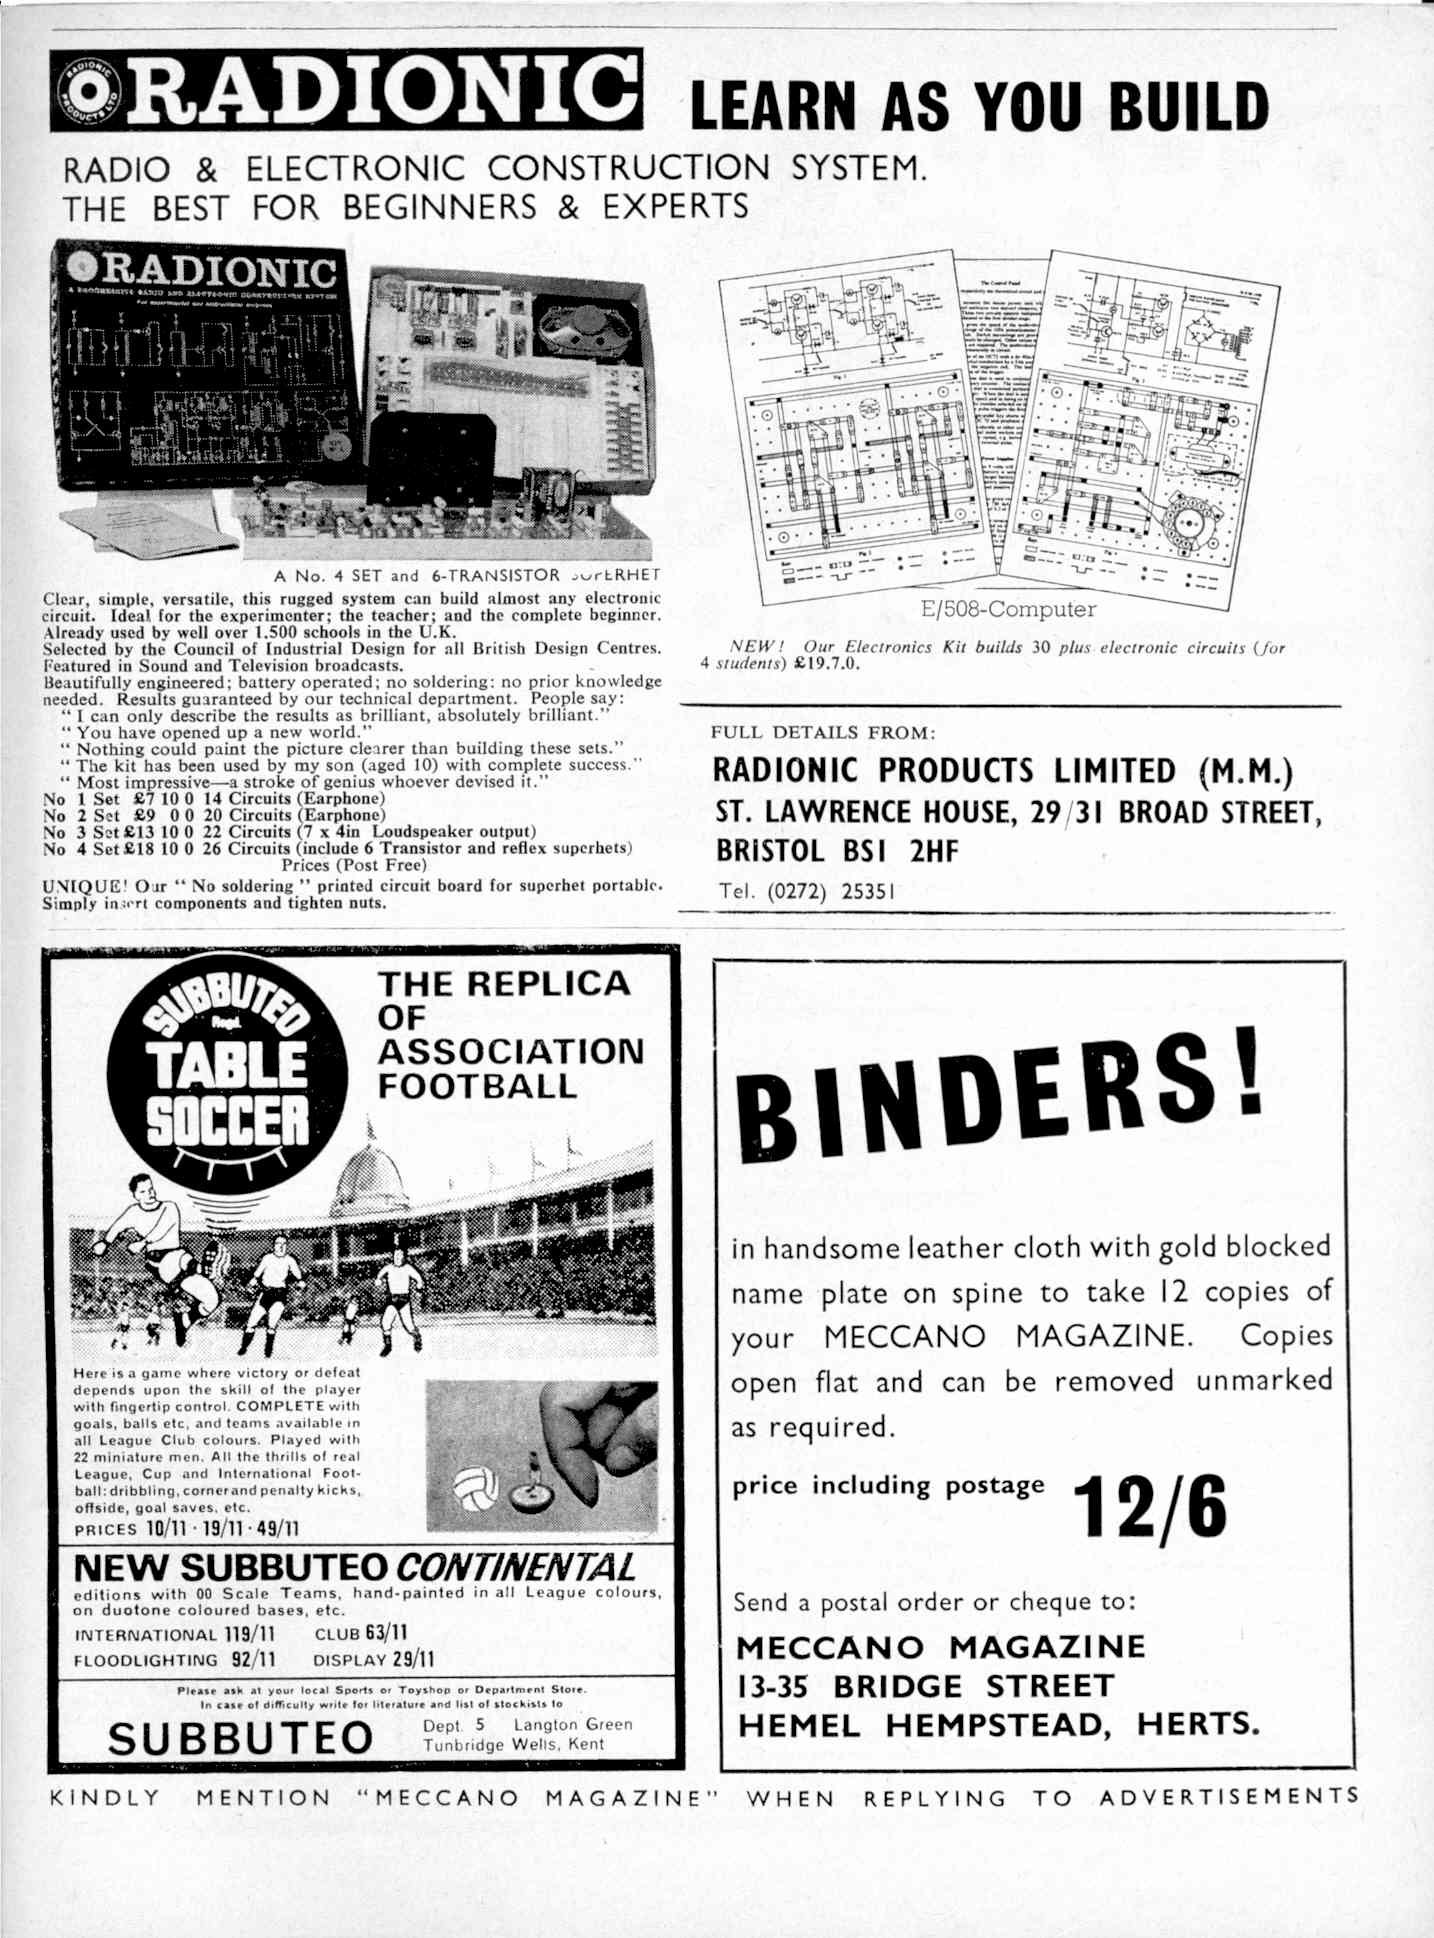 RADIONIC PRODUCTS LTD
RADIONIC
LEARN AS YOU BUILD
RADIO & ELECTRONIC CONSTRUCTION SYSTEM.
THE BEST FOR BEGINNERS & EXPERTS
RADIONIC
A PROGRESSIVE RADIO AND ELECTRONIC CONSTRUCTION SYSTEM
For experimental and instructional purposes
The Control Panel
Power Supplies
A No. 4 SET and 6-TRANSISTOR SUPERHET
Clear, simple, versatile, this rugged system can build almost any electronic
circuit. Ideal for the experimenter; the teacher; and the complete beginner.
Already used by well over 1,500 schools in the U.K.
Selected by the Council of Industrial Design for all British Design Centres.
Featured in Sound and Television broadcasts.
Beautifully engineered; battery operated; no soldering; no prior knowledge
needed. Results guaranteed by our technical department. People say:
" I can only describe the results as brilliant, absolutely brilliant."
" You have opened up a new world."
" Nothing could paint the picture clearer than building these sets."
" The kit has been used by my son (aged 10) with complete success."
" Most impressive—a stroke of genius whoever devised it."
No 1 Set £7 10 0 14 Circuits (Earphone)
No 2 Set £9 0 0 20 Circuits (Earphone)
No 3 Set £13 10 0 22 Circuits (7 x 4in Loudspeaker output)
No 4 Set £18 10 0 26 Circuits (include 6 Transistor and reflex superhets)
Prices (Post Free)
UNIQUE! Our " No soldering " printed circuit board for superhet portable.
Simply insert components and tighten nuts.
E/508-Computer
NEW! Our Electronics Kit builds 30 plus electronic circuits (for
4 students) £19.7.0.
FULL DETAILS FROM:
RADIONIC PRODUCTS LIMITED (M.M.)
ST. LAWRENCE HOUSE, 29/31 BROAD STREET,
BRISTOL BS1 2HF
Tel. (0272) 25351
SUBBUTEO
Regd.
TABLE
SOCCER
THE REPLICA
OF
ASSOCIATION
FOOTBALL
Here is a game where victory or defeat
depends upon the skill of the player
with fingertip control. COMPLETE with
goals, balls etc, and teams available in
all League Club colours. Played with
22 miniature men. All the thrills of real
League, Cup and International Foot-
ball: dribbling, corner and penalty kicks,
offside, goal saves, etc.
PRICES 10/11 · 19/11 · 49/11
NEW SUBBUTEO CONTINENTAL
editions with 00 Scale Teams, hand-painted in all League colours,
on duotone coloured bases, etc.
INTERNATIONAL 119/11 CLUB 63/11
FLOODLIGHTING 92/11 DISPLAY 29/11
Please ask at your local Sports or Toyshop or Department Store.
In case of difficulty write for literature and list of stockists to
SUBBUTEO
Dept. 5 Langton Green
Tunbridge Wells, Kent
BINDERS!
in handsome leather cloth with gold blocked
name plate on spine to take 12 copies of
your MECCANO MAGAZINE. Copies
open flat and can be removed unmarked
as required.
price including postage 12/6
Send a postal order or cheque to:
MECCANO MAGAZINE
13-35 BRIDGE STREET
HEMEL HEMPSTEAD, HERTS.
KINDLY MENTION "MECCANO MAGAZINE" WHEN REPLYING TO ADVERTISEMENTS